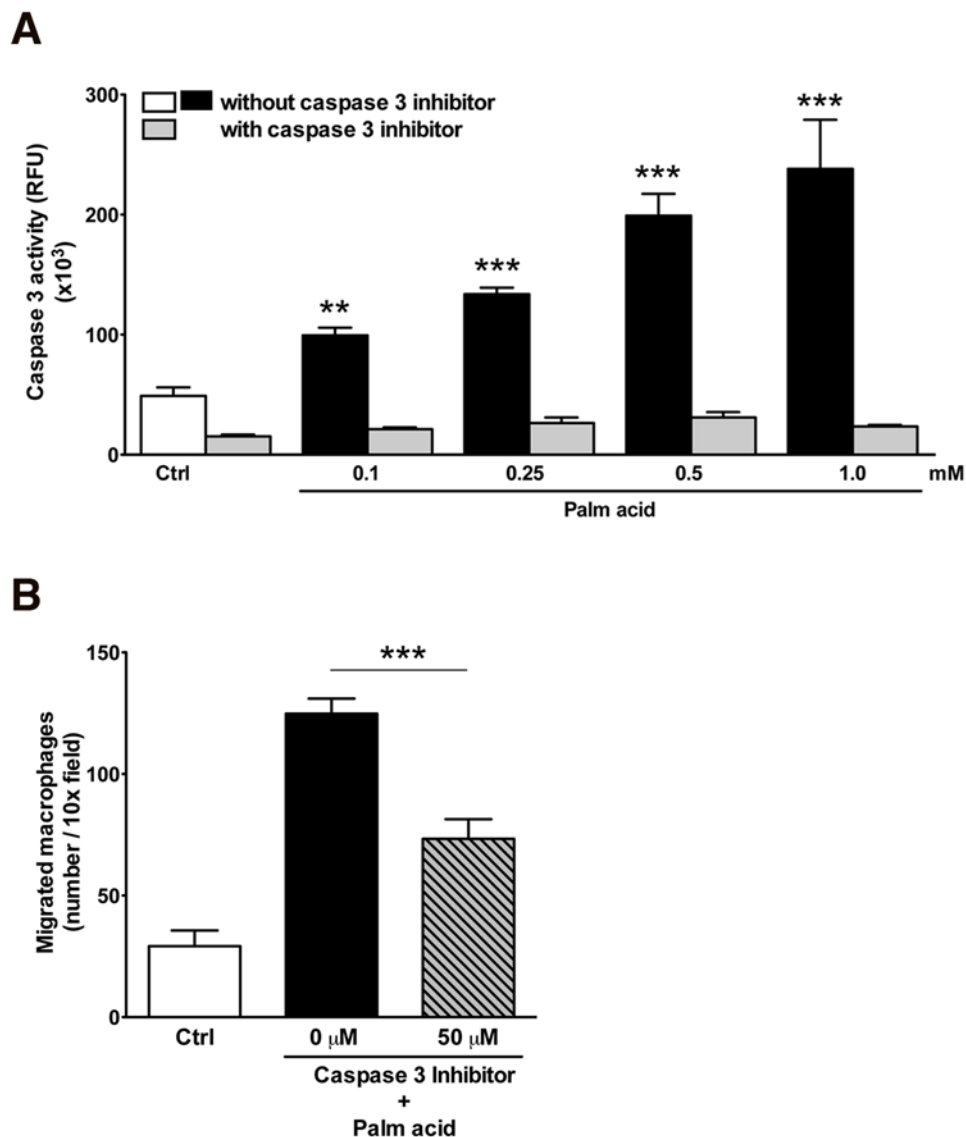 A
without caspase 3 inhibitor
with caspase 3 inhibitor
Caspase 3 activity (RFU)
(x10³)
300
200
100
0
**
***
***
***
Ctrl 0.1 0.25 0.5 1.0 mM
Palm acid
B
Migrated macrophages
(number / 10x field)
150
100
50
0
***
Ctrl 0 µM 50 µM
Caspase 3 Inhibitor
+
Palm acid